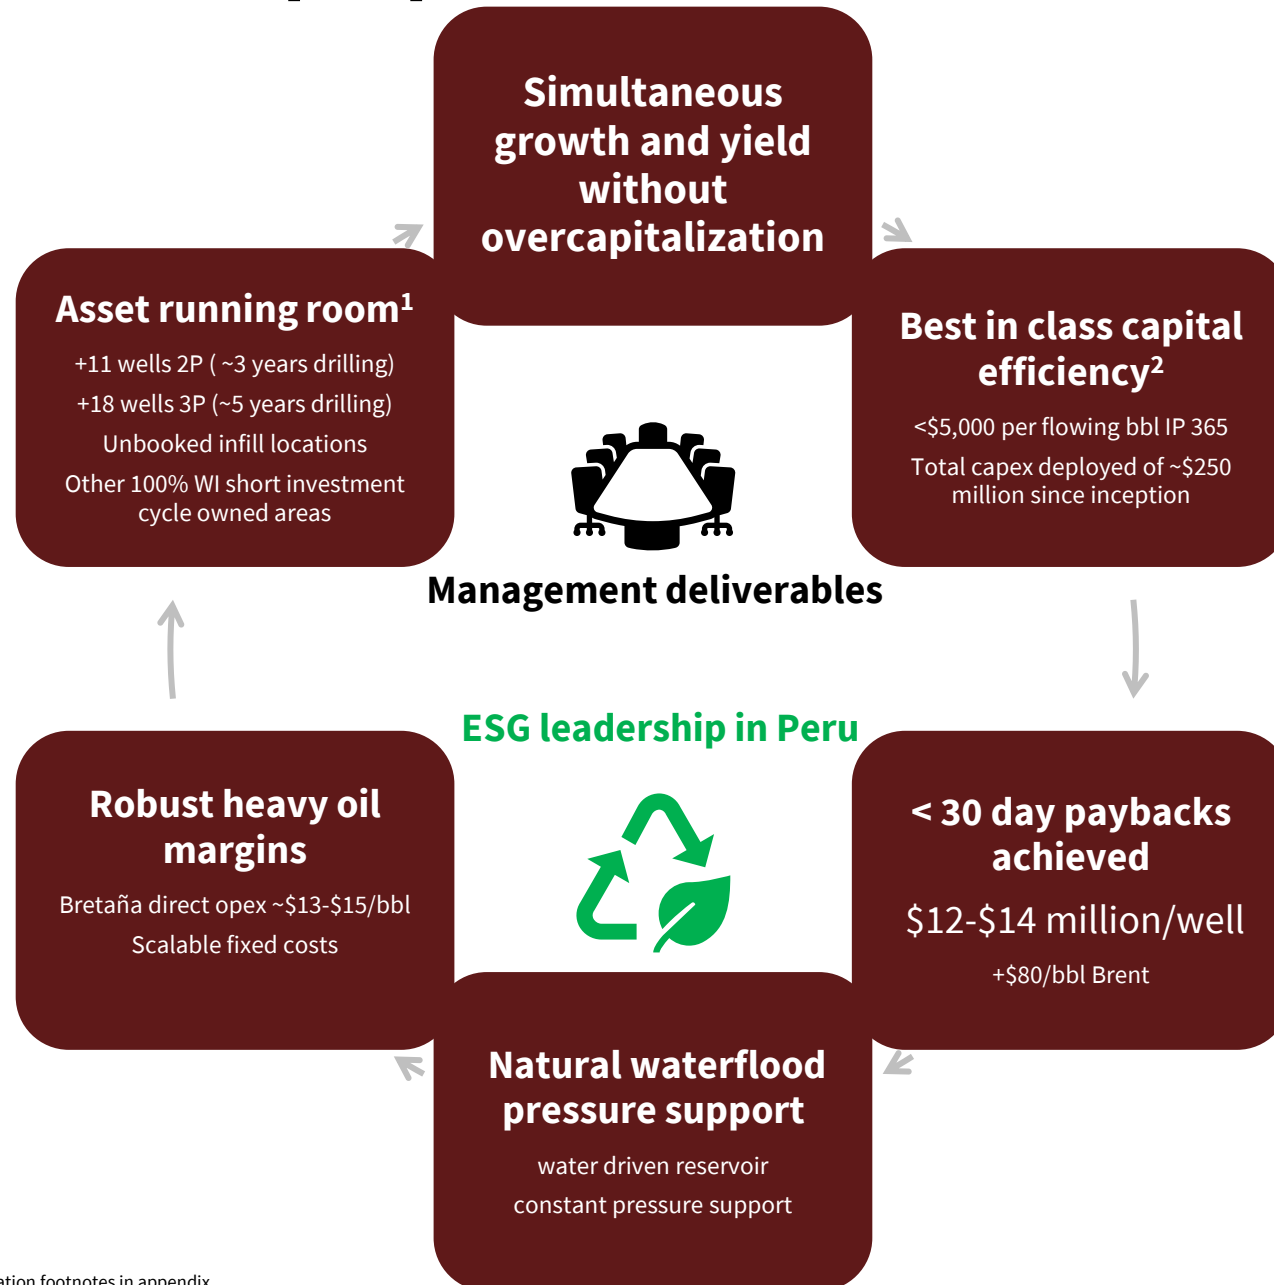 Simultaneous
growth and yield
without
overcapitalization
Asset running room¹
+11 wells 2P ( ~3 years drilling)
+18 wells 3P (~5 years drilling)
Unbooked infill locations
Other 100% WI short investment
cycle owned areas
Best in class capital
efficiency²
<$5,000 per flowing bbl IP 365
Total capex deployed of ~$250
million since inception
Management deliverables
ESG leadership in Peru
Robust heavy oil
margins
Bretaña direct opex ~$13-$15/bbl
Scalable fixed costs
< 30 day paybacks
achieved
$12-$14 million/well
+$80/bbl Brent
Natural waterflood
pressure support
water driven reservoir
constant pressure support
footnotes in appendix